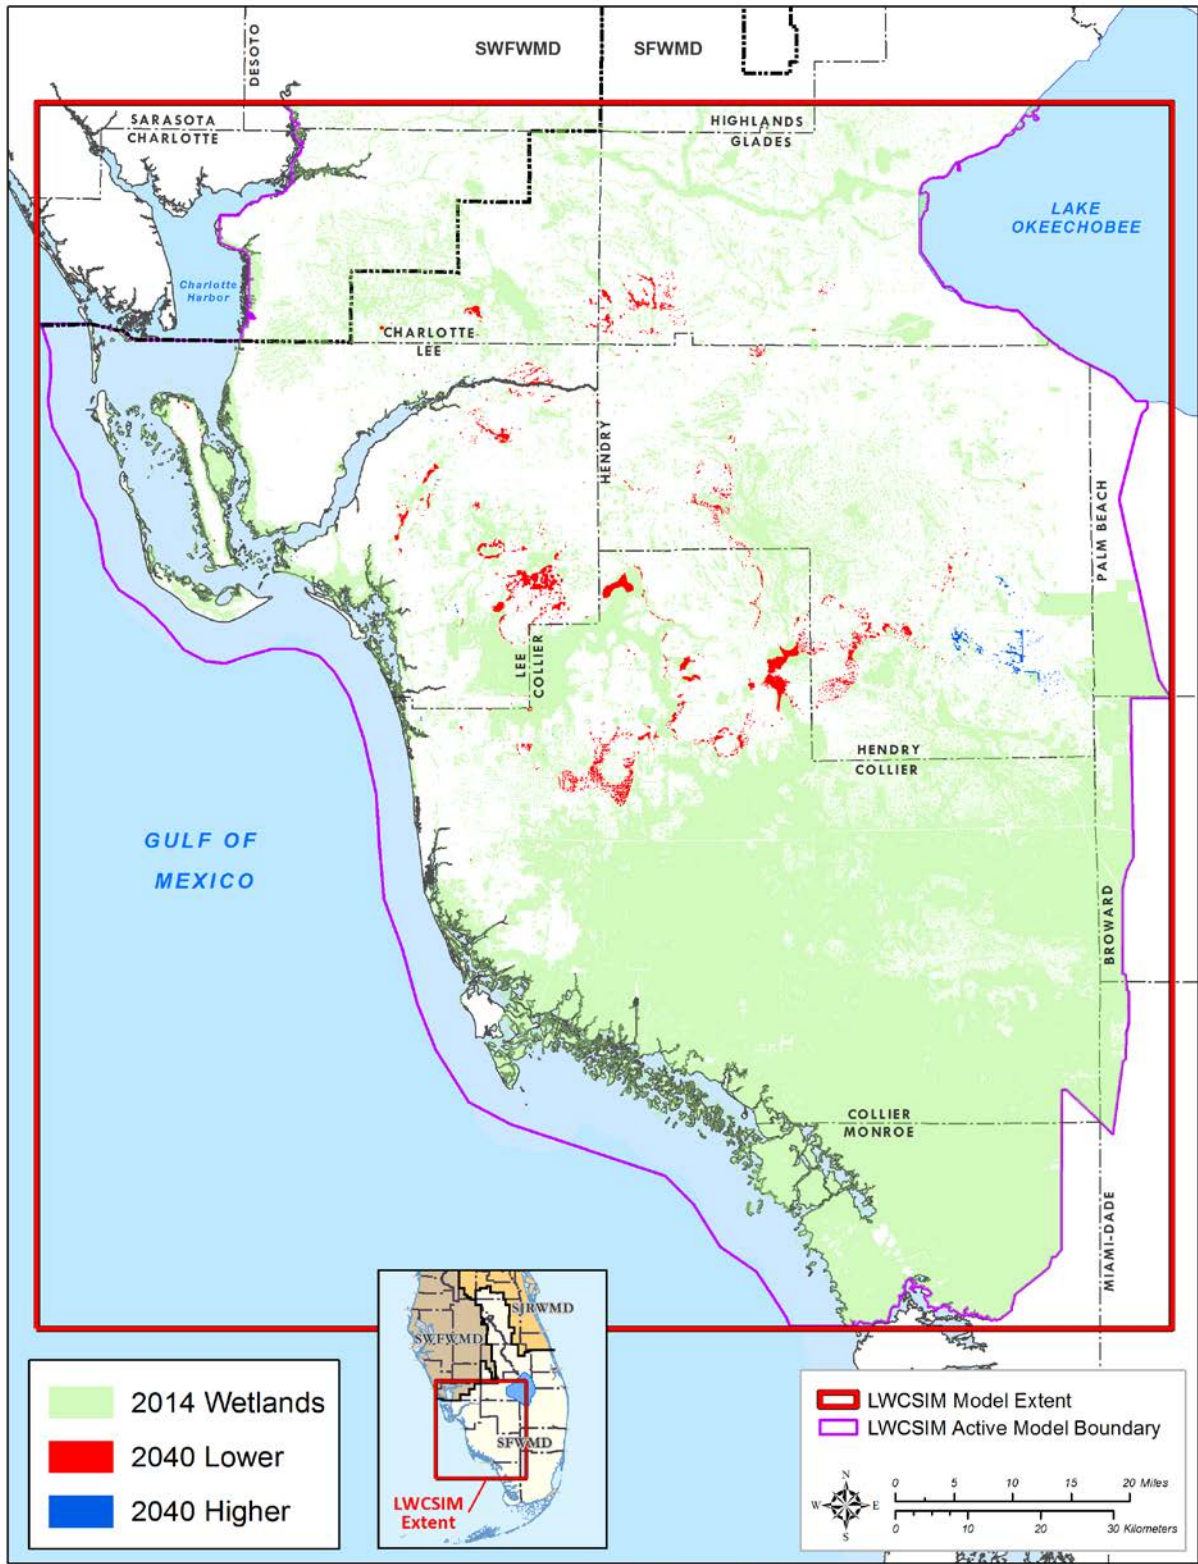 DESOTO
SWFWMD
SFWMD
SARASOTA
CHARLOTTE
HIGHLANDS
GLADES
LAKE
OKEECHOBEE
Charlotte
Harbor
CHARLOTTE
LEE
HENDRY
PALM BEACH
LEE
COLLIER
HENDRY
COLLIER
GULF OF
MEXICO
BROWARD
COLLIER
MONROE
MIAMI-DADE
SJRWMD
SWFWMD
SFWMD
LWCSIM
Extent
2014 Wetlands
2040 Lower
2040 Higher
LWCSIM Model Extent
LWCSIM Active Model Boundary
N
W E
S
0 5 10 15 20 Miles
0 10 20 30 Kilometers